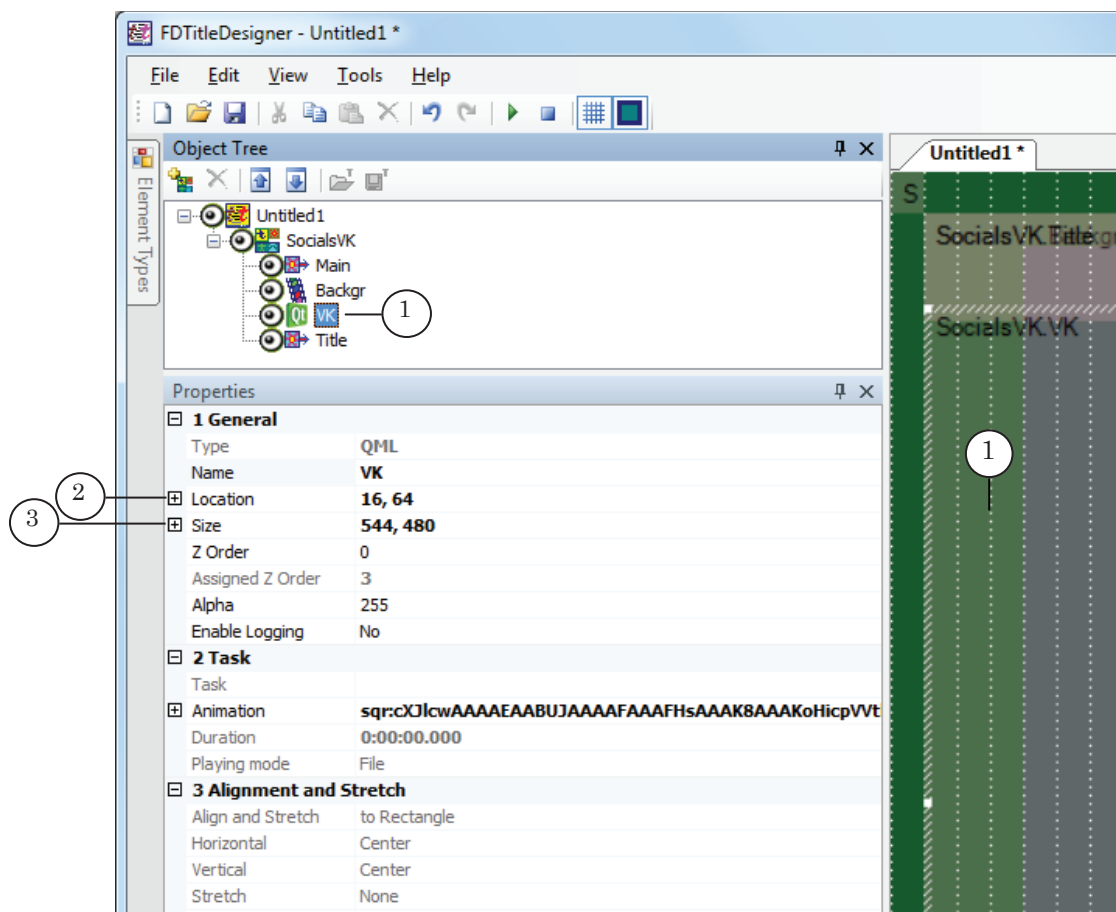 FDTitleDesigner - Untitled1 *
File Edit View Tools Help
Object Tree
Untitled1 *
Element Types
Untitled1
SocialsVK
Main
Backgr
Qt VK
1
Title
S
SocialsVK.Title
SocialsVK.VK
1
Properties
1 General
Type QML
Name VK
2
Location 16, 64
3
Size 544, 480
Z Order 0
Assigned Z Order 3
Alpha 255
Enable Logging No
2 Task
Task
Animation sqr:cXJlcwAAAAEAABUJAAAAFAAAFHsAAAK8AAAKoHicpVVt
Duration 0:00:00.000
Playing mode File
3 Alignment and Stretch
Align and Stretch to Rectangle
Horizontal Center
Vertical Center
Stretch None